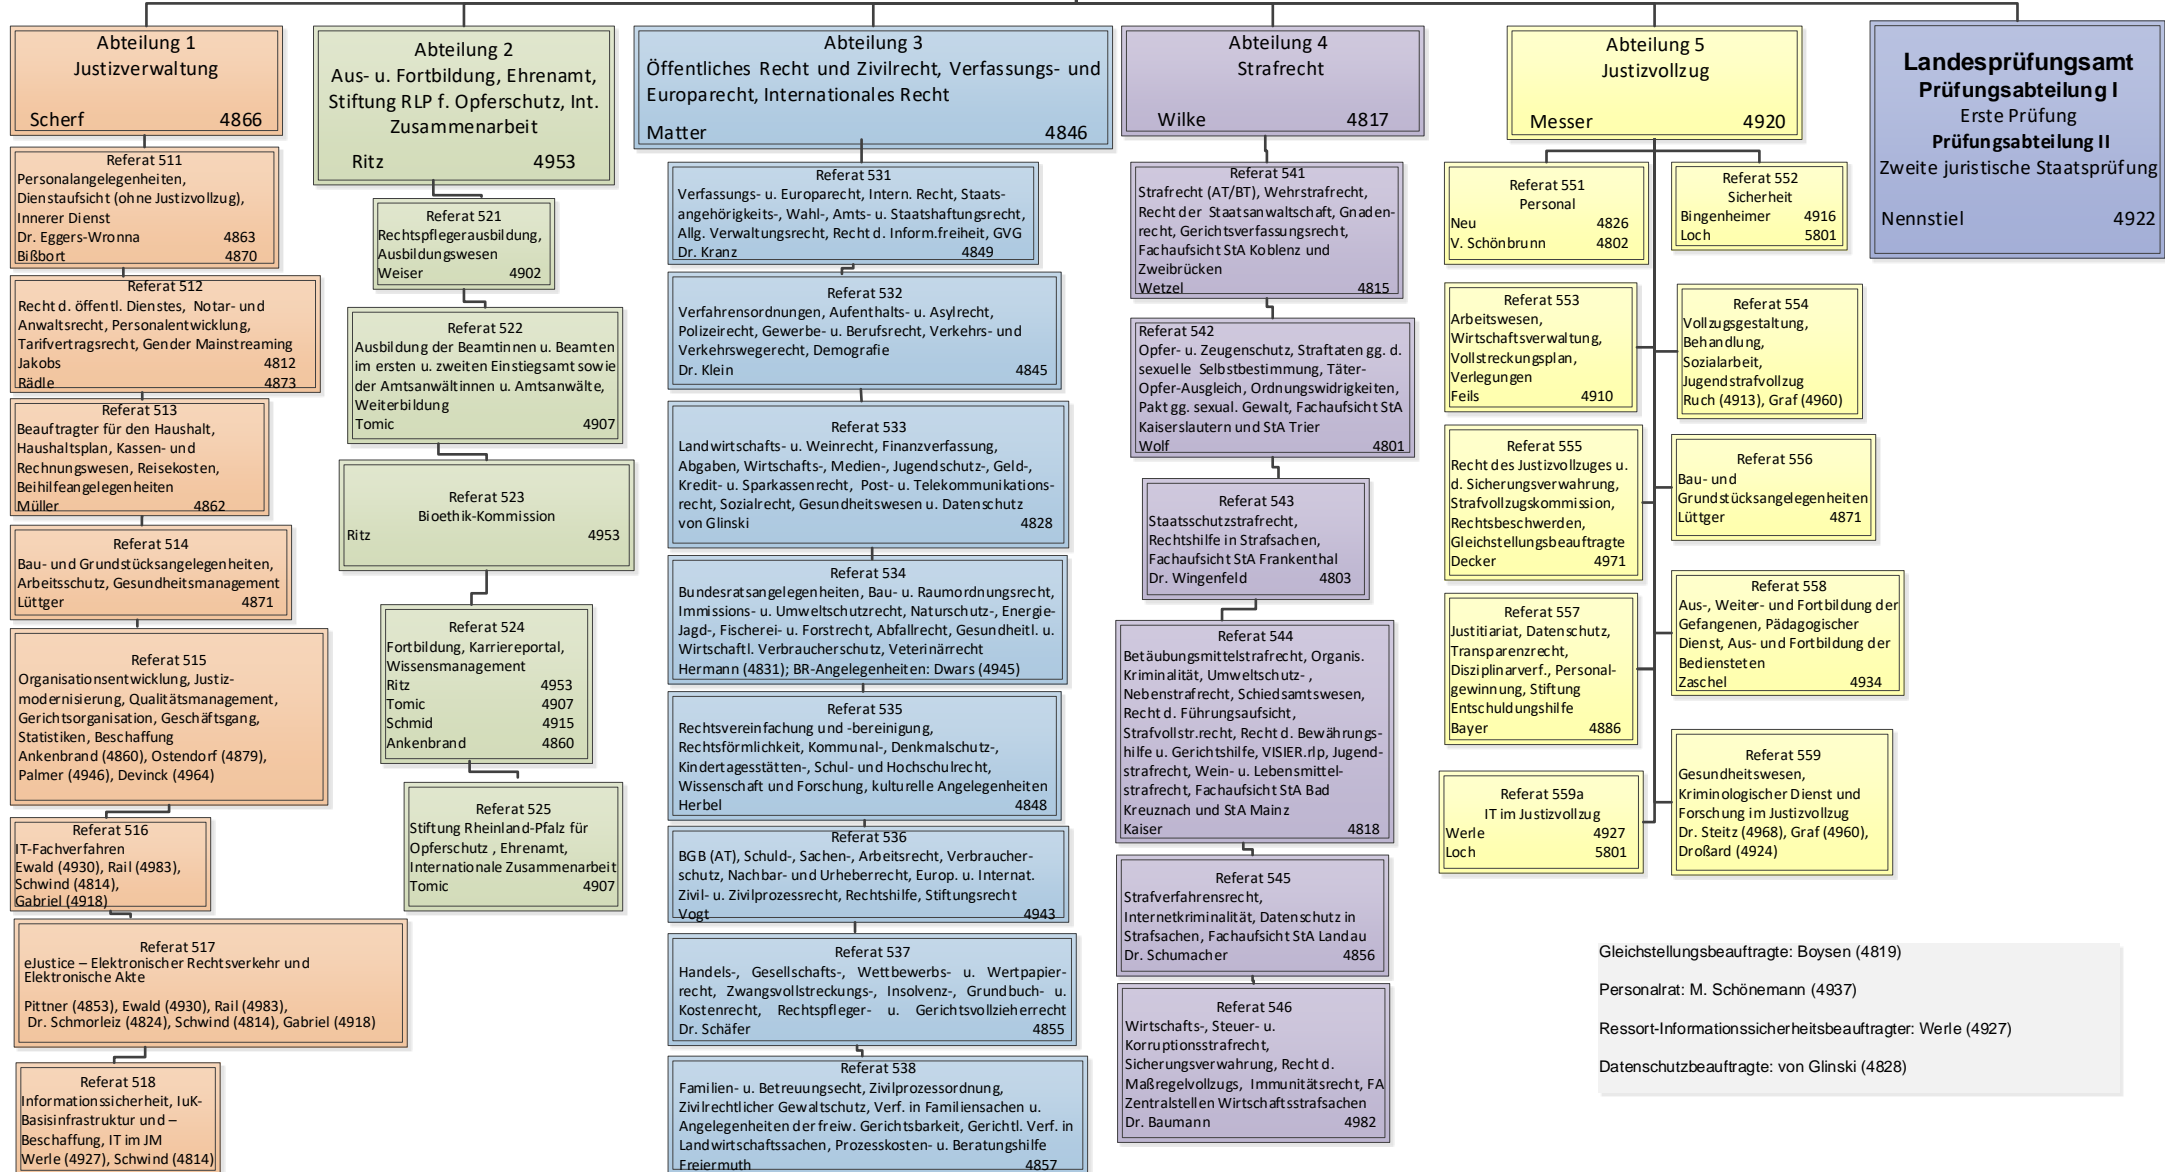 Abteilung 1
Justizverwaltung
Scherf 4866
Referat 511
Personalangelegenheiten,
Dienstaufsicht (ohne Justizvollzug),
Innerer Dienst
Dr. Eggers-Wronna 4863
Bißbort 4870
Referat 512
Recht d. öffentl. Dienstes, Notar- und
Anwaltsrecht, Personalentwicklung,
Tarifvertragsrecht, Gender Mainstreaming
Jakobs 4812
Rädle 4873
Referat 513
Beauftragter für den Haushalt,
Haushaltsplan, Kassen- und
Rechnungswesen, Reisekosten,
Beihilfeangelegenheiten
Müller 4862
Referat 514
Bau- und Grundstücksangelegenheiten,
Arbeitsschutz, Gesundheitsmanagement
Lüttger 4871
Referat 515
Organisationsentwicklung, Justiz-
modernisierung, Qualitätsmanagement,
Gerichtsorganisation, Geschäftsgang,
Statistiken, Beschaffung
Ankenbrand (4860), Ostendorf (4879),
Palmer (4946), Devinck (4964)
Referat 516
IT-Fachverfahren
Ewald (4930), Rail (4983),
Schwind (4814),
Gabriel (4918)
Referat 517
eJustice – Elektronischer Rechtsverkehr und
Elektronische Akte
Pittner (4853), Ewald (4930), Rail (4983),
Dr. Schmorleiz (4824), Schwind (4814), Gabriel (4918)
Referat 518
Informationssicherheit, IuK-
Basisinfrastruktur und –
Beschaffung, IT im JM
Werle (4927), Schwind (4814)
Abteilung 2
Aus- u. Fortbildung, Ehrenamt,
Stiftung RLP f. Opferschutz, Int.
Zusammenarbeit
Ritz 4953
Referat 521
Rechtspflegerausbildung,
Ausbildungswesen
Weiser 4902
Referat 522
Ausbildung der Beamtinnen u. Beamten
im ersten u. zweiten Einstiegsamt sowie
der Amtsanwältinnen u. Amtsanwälte,
Weiterbildung
Tomic 4907
Referat 523
Bioethik-Kommission
Ritz 4953
Referat 524
Fortbildung, Karriereportal,
Wissensmanagement
Ritz 4953
Tomic 4907
Schmid 4915
Ankenbrand 4860
Referat 525
Stiftung Rheinland-Pfalz für
Opferschutz , Ehrenamt,
Internationale Zusammenarbeit
Tomic 4907
Abteilung 3
Öffentliches Recht und Zivilrecht, Verfassungs- und
Europarecht, Internationales Recht
Matter 4846
Referat 531
Verfassungs- u. Europarecht, Intern. Recht, Staats-
angehörigkeits-, Wahl-, Amts- u. Staatshaftungsrecht,
Allg. Verwaltungsrecht, Recht d. Inform.freiheit, GVG
Dr. Kranz 4849
Referat 532
Verfahrensordnungen, Aufenthalts- u. Asylrecht,
Polizeirecht, Gewerbe- u. Berufsrecht, Verkehrs- und
Verkehrswegerecht, Demografie
Dr. Klein 4845
Referat 533
Landwirtschafts- u. Weinrecht, Finanzverfassung,
Abgaben, Wirtschafts-, Medien-, Jugendschutz-, Geld-,
Kredit- u. Sparkassenrecht, Post- u. Telekommunikations-
recht, Sozialrecht, Gesundheitswesen u. Datenschutz
von Glinski 4828
Referat 534
Bundesratsangelegenheiten, Bau- u. Raumordnungsrecht,
Immissions- u. Umweltschutzrecht, Naturschutz-, Energie-
Jagd-, Fischerei- u. Forstrecht, Abfallrecht, Gesundheitl. u.
Wirtschaftl. Verbraucherschutz, Veterinärrecht
Hermann (4831); BR-Angelegenheiten: Dwars (4945)
Referat 535
Rechtsvereinfachung und -bereinigung,
Rechtsförmlichkeit, Kommunal-, Denkmalschutz-,
Kindertagesstätten-, Schul- und Hochschulrecht,
Wissenschaft und Forschung, kulturelle Angelegenheiten
Herbel 4848
Referat 536
BGB (AT), Schuld-, Sachen-, Arbeitsrecht, Verbraucher-
schutz, Nachbar- und Urheberrecht, Europ. u. Internat.
Zivil- u. Zivilprozessrecht, Rechtshilfe, Stiftungsrecht
Vogt 4943
Referat 537
Handels-, Gesellschafts-, Wettbewerbs- u. Wertpapier-
recht, Zwangsvollstreckungs-, Insolvenz-, Grundbuch- u.
Kostenrecht, Rechtspfleger- u. Gerichtsvollzieherrecht
Dr. Schäfer 4855
Referat 538
Familien- u. Betreuungsecht, Zivilprozessordnung,
Zivilrechtlicher Gewaltschutz, Verf. in Familiensachen u.
Angelegenheiten der freiw. Gerichtsbarkeit, Gerichtl. Verf. in
Landwirtschaftssachen, Prozesskosten- u. Beratungshilfe
Freiermuth 4857
Abteilung 4
Strafrecht
Wilke 4817
Referat 541
Strafrecht (AT/BT), Wehrstrafrecht,
Recht der Staatsanwaltschaft, Gnaden-
recht, Gerichtsverfassungsrecht,
Fachaufsicht StA Koblenz und
Zweibrücken
Wetzel 4815
Referat 542
Opfer- u. Zeugenschutz, Straftaten gg. d.
sexuelle Selbstbestimmung, Täter-
Opfer-Ausgleich, Ordnungswidrigkeiten,
Pakt gg. sexual. Gewalt, Fachaufsicht StA
Kaiserslautern und StA Trier
Wolf 4801
Referat 543
Staatsschutzstrafrecht,
Rechtshilfe in Strafsachen,
Fachaufsicht StA Frankenthal
Dr. Wingenfeld 4803
Referat 544
Betäubungsmittelstrafrecht, Organis.
Kriminalität, Umweltschutz- ,
Nebenstrafrecht, Schiedsamtswesen,
Recht d. Führungsaufsicht,
Strafvollstr.recht, Recht d. Bewährungs-
hilfe u. Gerichtshilfe, VISIER.rlp, Jugend-
strafrecht, Wein- u. Lebensmittel-
strafrecht, Fachaufsicht StA Bad
Kreuznach und StA Mainz
Kaiser 4818
Referat 545
Strafverfahrensrecht,
Internetkriminalität, Datenschutz in
Strafsachen, Fachaufsicht StA Landau
Dr. Schumacher 4856
Referat 546
Wirtschafts-, Steuer- u.
Korruptionsstrafrecht,
Sicherungsverwahrung, Recht d.
Maßregelvollzugs, Immunitätsrecht, FA
Zentralstellen Wirtschaftsstrafsachen
Dr. Baumann 4982
Abteilung 5
Justizvollzug
Messer 4920
Referat 551
Personal
Neu 4826
V. Schönbrunn 4802
Referat 552
Sicherheit
Bingenheimer 4916
Loch 5801
Referat 553
Arbeitswesen,
Wirtschaftsverwaltung,
Vollstreckungsplan,
Verlegungen
Feils 4910
Referat 554
Vollzugsgestaltung,
Behandlung,
Sozialarbeit,
Jugendstrafvollzug
Ruch (4913), Graf (4960)
Referat 555
Recht des Justizvollzuges u.
d. Sicherungsverwahrung,
Strafvollzugskommission,
Rechtsbeschwerden,
Gleichstellungsbeauftragte
Decker 4971
Referat 556
Bau- und
Grundstücksangelegenheiten
Lüttger 4871
Referat 557
Justitiariat, Datenschutz,
Transparenzrecht,
Disziplinarverf., Personal-
gewinnung, Stiftung
Entschuldungshilfe
Bayer 4886
Referat 558
Aus-, Weiter- und Fortbildung der
Gefangenen, Pädagogischer
Dienst, Aus- und Fortbildung der
Bediensteten
Zaschel 4934
Referat 559a
IT im Justizvollzug
Werle 4927
Loch 5801
Referat 559
Gesundheitswesen,
Kriminologischer Dienst und
Forschung im Justizvollzug
Dr. Steitz (4968), Graf (4960),
Droßard (4924)
Landesprüfungsamt
Prüfungsabteilung I
Erste Prüfung
Prüfungsabteilung II
Zweite juristische Staatsprüfung
Nennstiel 4922
Gleichstellungsbeauftragte: Boysen (4819)
Personalrat: M. Schönemann (4937)
Ressort-Informationssicherheitsbeauftragter: Werle (4927)
Datenschutzbeauftragte: von Glinski (4828)